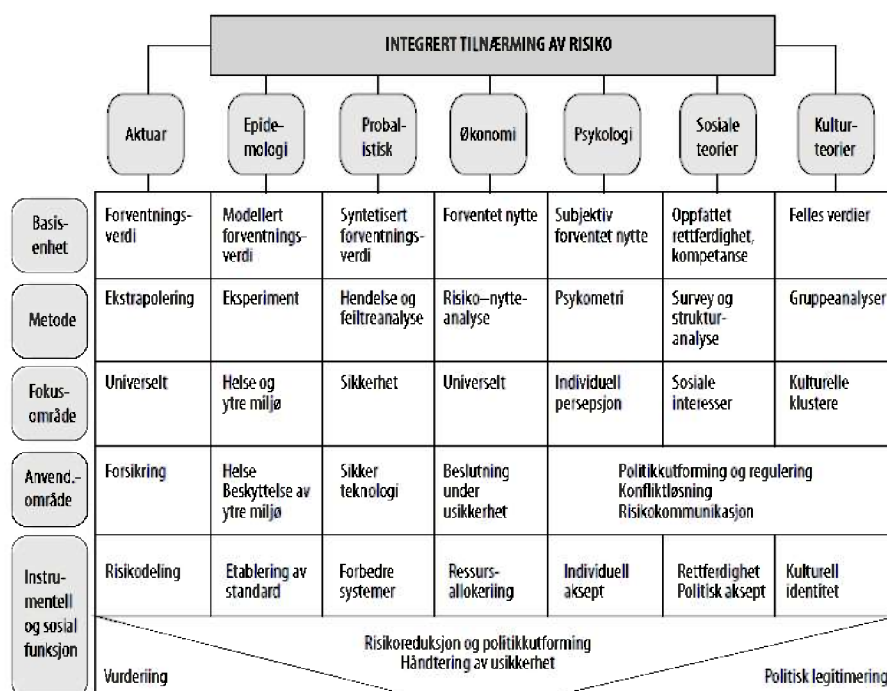 INTEGRERT TILNÆRMING AV RISIKO
Aktuar
Epide-
mologi
Probal-
istisk
Økonomi
Psykologi
Sosiale
teorier
Kultur-
teorier
Basis-
enhet
Forventnings-
verdi
Modellert
forventnings-
verdi
Syntetisert
forventnings-
verdi
Forventet nytte
Subjektiv
forventet nytte
Oppfattet
rettferdighet,
kompetanse
Felles verdier
Metode
Ekstrapolering
Eksperiment
Hendelse og
feiltreanalyse
Risiko–nytte-
analyse
Psykometri
Survey og
struktur-
analyse
Gruppeanalyser
Fokus-
område
Universelt
Helse og
ytre miljø
Sikkerhet
Universelt
Individuell
persepsjon
Sosiale
interesser
Kulturelle
klustere
Anvend.-
område
Forsikring
Helse
Beskyttelse av
ytre miljø
Sikker
teknologi
Beslutning
under
usikkerhet
Politikkutforming og regulering
Konfliktløsning
Risikokommunikasjon
Instru-
mentell
og sosial
funksjon
Risikodeling
Etablering av
standard
Forbedre
systemer
Ressurs-
allokeriing
Individuell
aksept
Rettferdighet
Politisk aksept
Kulturell
identitet
Risikoreduksjon og politikkutforming
Håndtering av usikkerhet
Vurderiing
Politisk legitimering